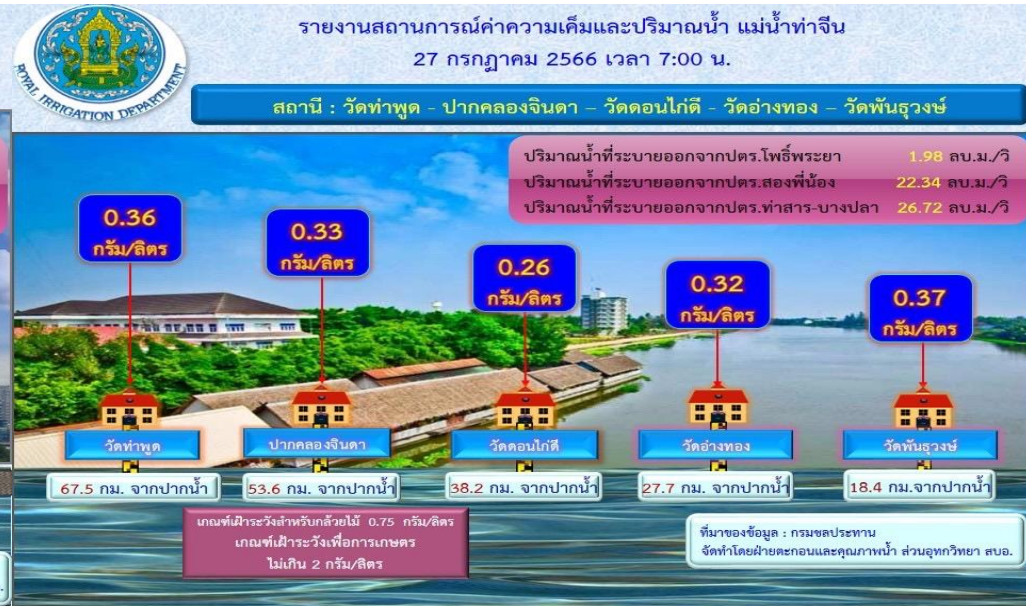 รายงานสถานการณ์ค่าความเค็มและปริมาณน้ำ แม่น้ำท่าจีน
27 กรกฎาคม 2566 เวลา 7:00 น.
ROYAL IRRIGATION DEPARTMENT
สถานี : วัดท่าพูด - ปากคลองจินดา – วัดดอนไก่ดี - วัดอ่างทอง – วัดพันธุวงษ์
ปริมาณน้ำที่ระบายออกจากปตร.โพธิ์พระยา 1.98 ลบ.ม./วิ
ปริมาณน้ำที่ระบายออกจากปตร.สองพี่น้อง 22.34 ลบ.ม./วิ
ปริมาณน้ำที่ระบายออกจากปตร.ท่าสาร-บางปลา 26.72 ลบ.ม./วิ
0.36
กรัม/ลิตร
0.33
กรัม/ลิตร
0.26
กรัม/ลิตร
0.32
กรัม/ลิตร
0.37
กรัม/ลิตร
วัดท่าพูด
ปากคลองจินดา
วัดดอนไก่ดี
วัดอ่างทอง
วัดพันธุวงษ์
67.5 กม. จากปากน้ำ
53.6 กม. จากปากน้ำ
38.2 กม. จากปากน้ำ
27.7 กม. จากปากน้ำ
18.4 กม.จากปากน้ำ
เกณฑ์เฝ้าระวังสำหรับกล้วยไม้ 0.75 กรัม/ลิตร
เกณฑ์เฝ้าระวังเพื่อการเกษตร
ไม่เกิน 2 กรัม/ลิตร
ที่มาของข้อมูล : กรมชลประทาน
จัดทำโดยฝ่ายตะกอนและคุณภาพน้ำ ส่วนอุทกวิทยา สบอ.